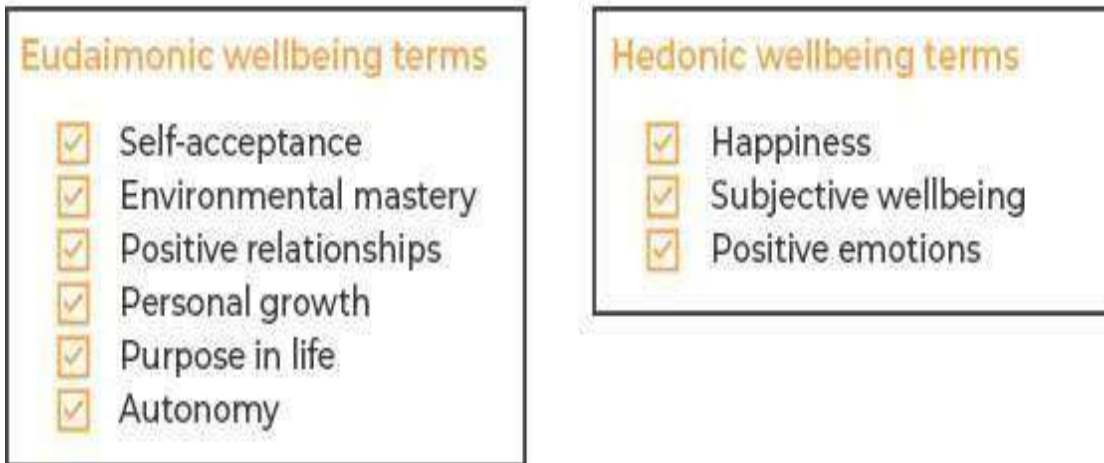 Eudaimonic wellbeing terms
Self-acceptance
Environmental mastery
Positive relationships
Personal growth
Purpose in life
Autonomy
Hedonic wellbeing terms
Happiness
Subjective wellbeing
Positive emotions